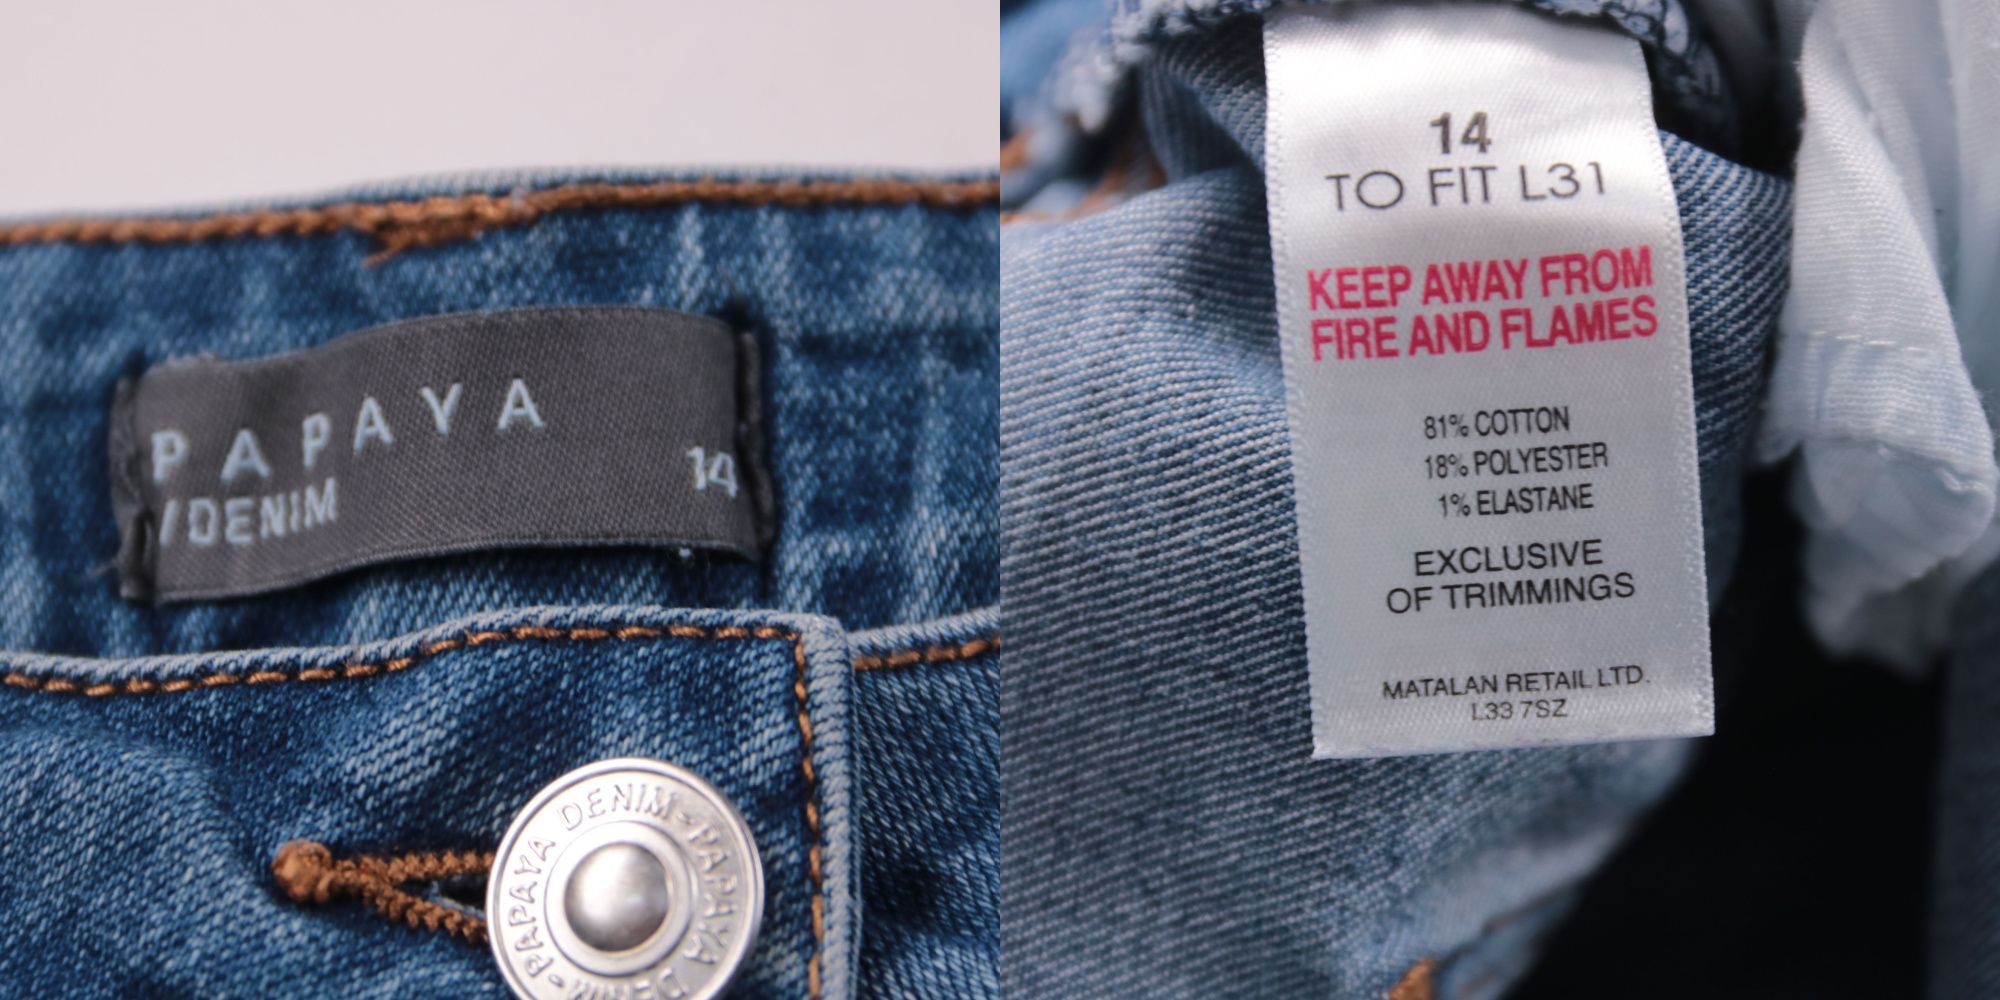 PAPAYA
/DENIM
14
PAPAYA DENIM-PAPAYA DENIM-
14
TO FIT L31
KEEP AWAY FROM
FIRE AND FLAMES
81% COTTON
18% POLYESTER
1% ELASTANE
EXCLUSIVE
OF TRIMMINGS
MATALAN RETAIL LTD.
L33 7SZ